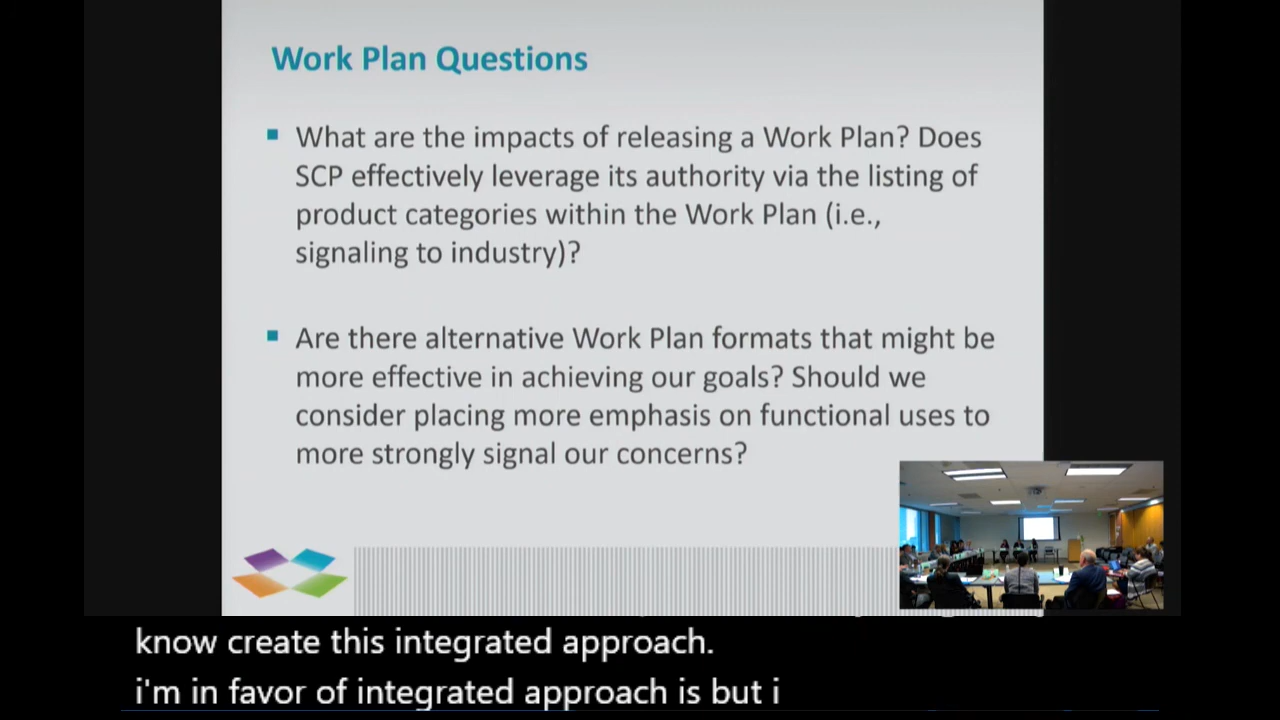 Work Plan Questions
What are the impacts of releasing a Work Plan? Does
SCP effectively leverage its authority via the listing of
product categories within the Work Plan (i.e.,
signaling to industry)?
Are there alternative Work Plan formats that might be
more effective in achieving our goals? Should we
consider placing more emphasis on functional uses to
more strongly signal our concerns?
know create this integrated approach.
i'm in favor of integrated approach is but i